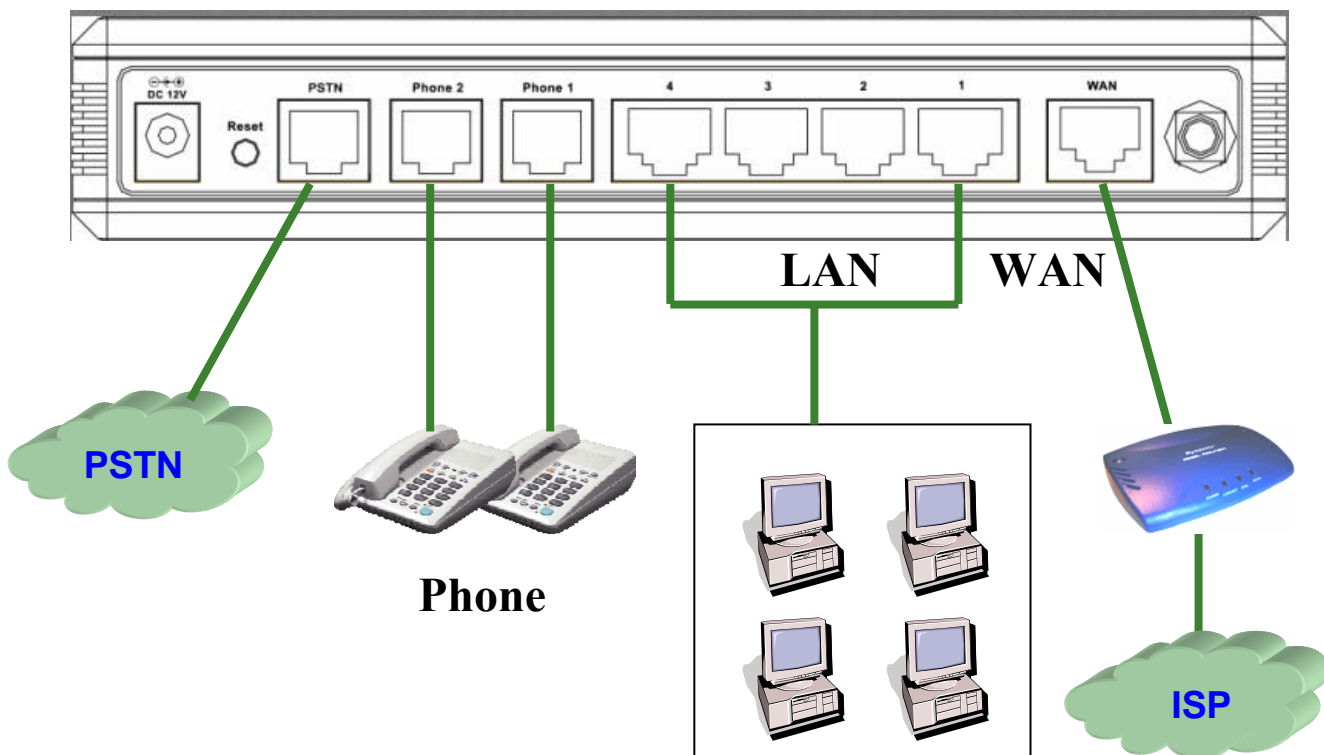 DC 12V
Reset
PSTN
Phone 2
Phone 1
4
3
2
1
WAN
LAN
WAN
PSTN
Phone
ISP